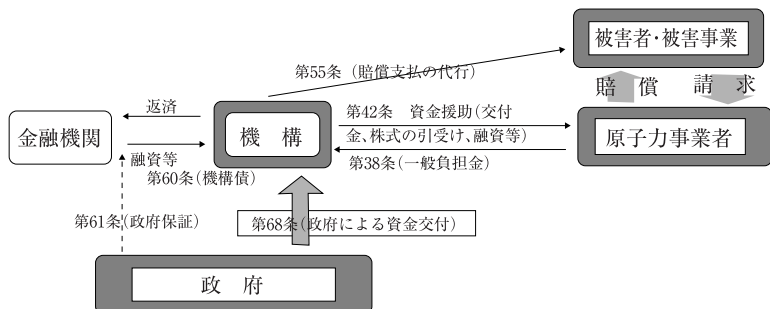 被害者・被害事業
第55条（賠償支払の代行）
賠　償　請　求
返済
金融機関
機　構
第42条　資金援助（交付
金、株式の引受け、融資等）
原子力事業者
融資等
第38条（一般負担金）
第60条（機構債）
第61条（政府保証）
第68条（政府による資金交付）
政　府